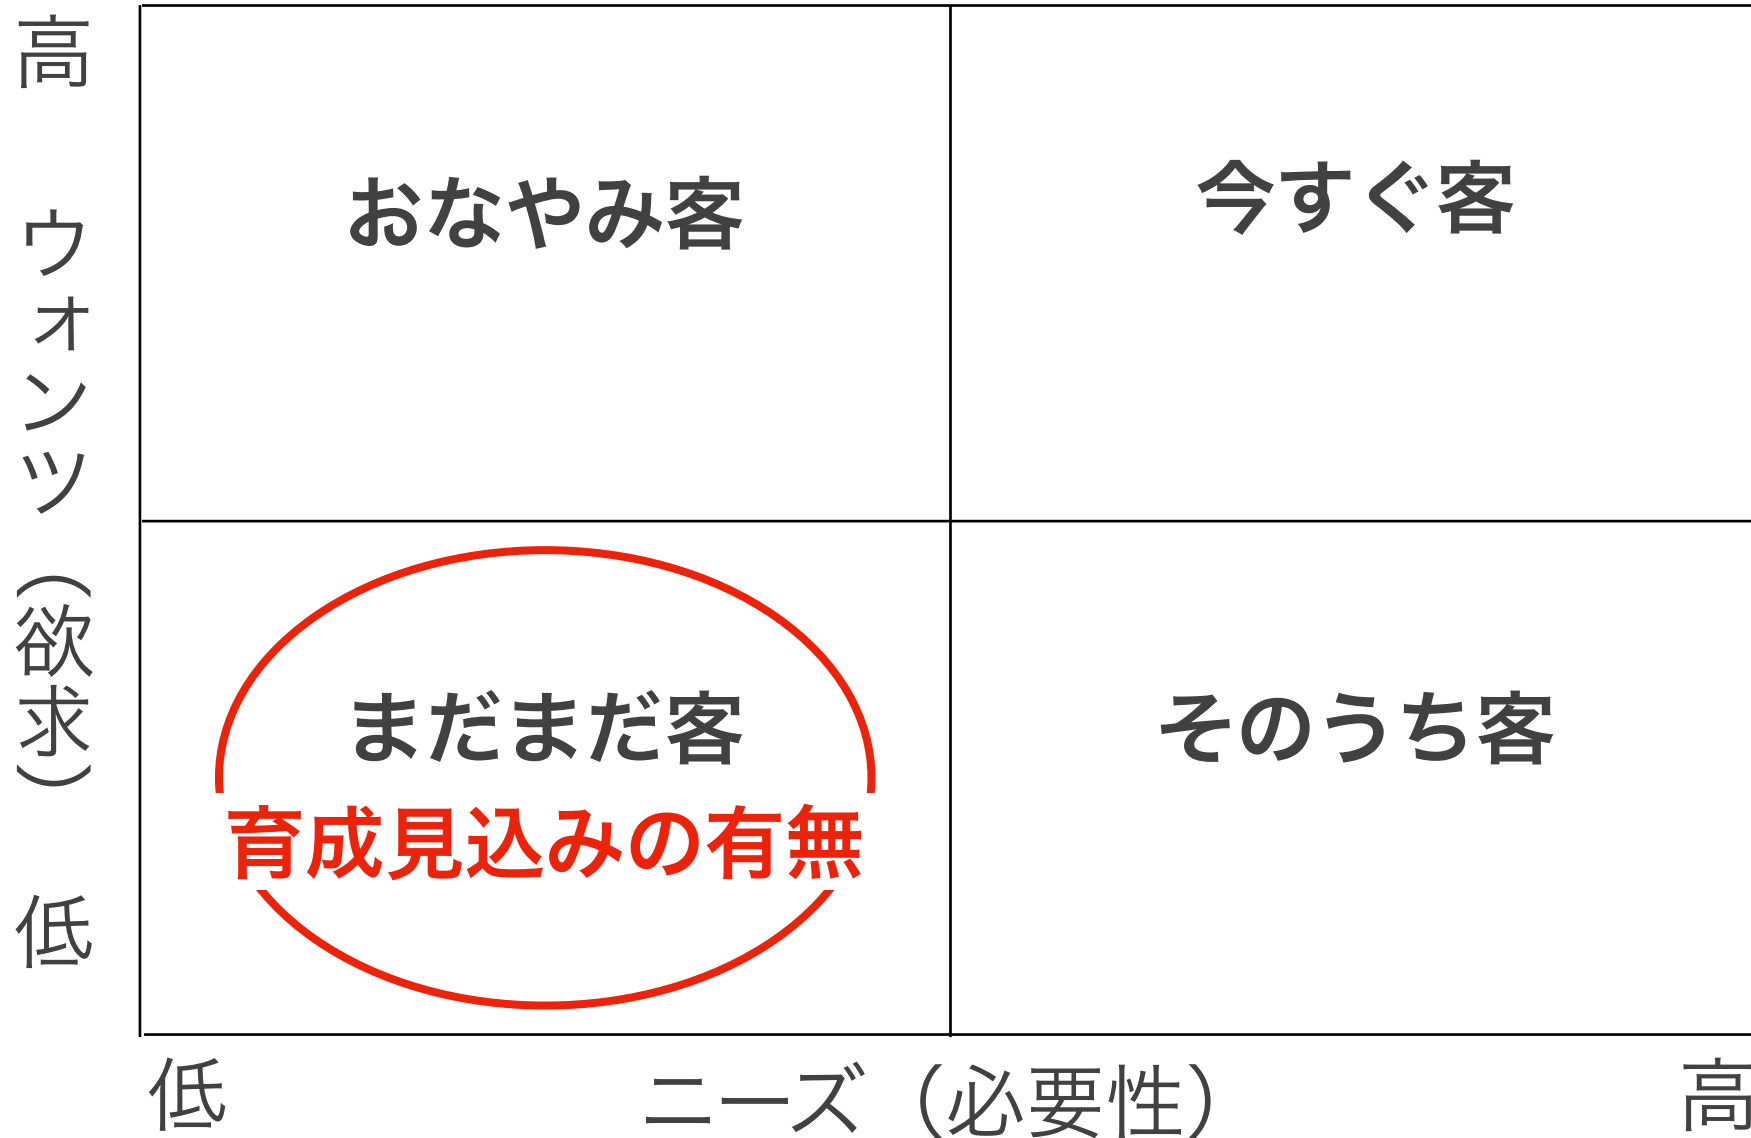 高
ウォンツ（欲求）
低
おなやみ客
今すぐ客
まだまだ客
育成見込みの有無
そのうち客
低
ニーズ（必要性）
高